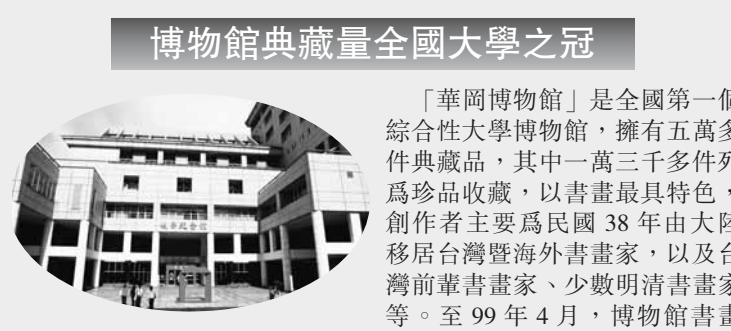 博物館典藏量全國大學之冠
「華岡博物館」是全國第一個
綜合性大學博物館，擁有五萬多
件典藏品，其中一萬三千多件列
爲珍品收藏，以書畫最具特色，
創作者主要爲民國 38 年由大陸
移居台灣暨海外書畫家，以及台
灣前輩書畫家、少數明清書畫家
等。至 99 年 4 月，博物館書畫
紀念館